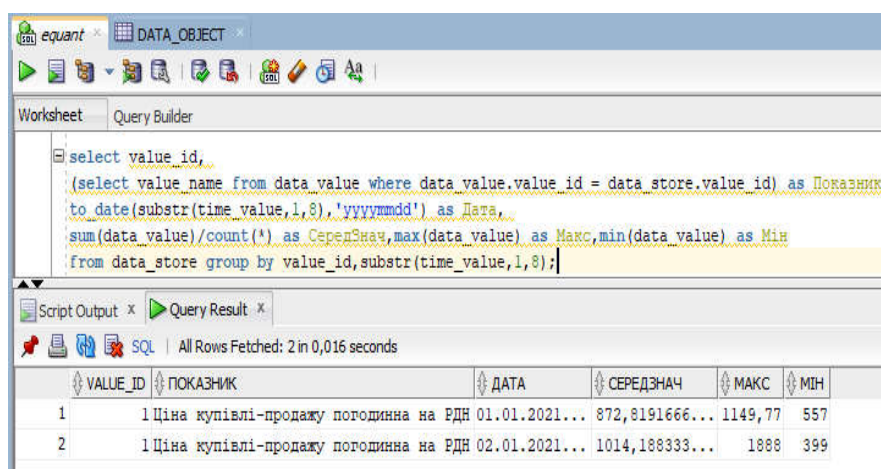 equant DATA_OBJECT
Worksheet Query Builder
select value_id,
(select value_name from data_value where data_value.value_id = data_store.value_id) as Показник
to_date(substr(time_value,1,8),'yyyymmdd') as Дата,
sum(data_value)/count(*) as СередЗнач,max(data_value) as Макс,min(data_value) as Мін
from data_store group by value_id,substr(time_value,1,8);
Script Output x Query Result x
SQL | All Rows Fetched: 2 in 0,016 seconds
VALUE_ID ПОКАЗНИК ДАТА СЕРЕДЗНАЧ МАКС МІН
1 1 Ціна купівлі-продажу погодинна на РДН 01.01.2021... 872,8191666... 1149,77 557
2 1 Ціна купівлі-продажу погодинна на РДН 02.01.2021... 1014,188333... 1888 399